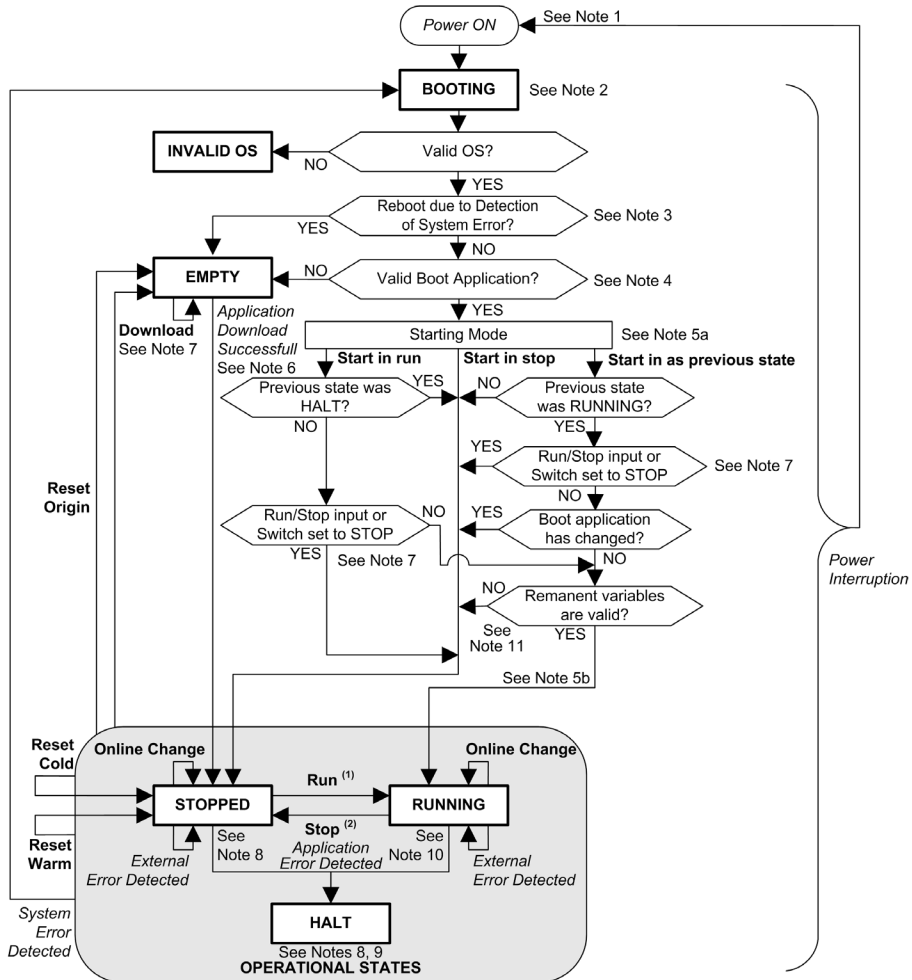 Power ON
See Note 1
BOOTING
See Note 2
INVALID OS
NO
Valid OS?
YES
Reboot due to Detection
of System Error?
See Note 3
YES
NO
EMPTY
NO
Valid Boot Application?
See Note 4
YES
Download
See Note 7
Application
Download
Successfull
See Note 6
Starting Mode
See Note 5a
Start in run
Start in stop
Start in as previous state
Previous state was
HALT?
YES
NO
NO
Previous state
was RUNNING?
YES
YES
Run/Stop input or
Switch set to STOP
See Note 7
NO
Reset
Origin
Run/Stop input or
Switch set to STOP
NO
YES
See Note 7
YES
Boot application
has changed?
NO
Power
Interruption
NO
Remanent variables
are valid?
YES
See
Note 11
See Note 5b
Reset
Cold
Online Change
Online Change
STOPPED
Run (1)
RUNNING
Reset
Warm
Stop (2)
See
Note 8
Application
Error Detected
See
Note 10
External
Error Detected
External
Error Detected
System
Error
Detected
HALT
See Notes 8, 9
OPERATIONAL STATES